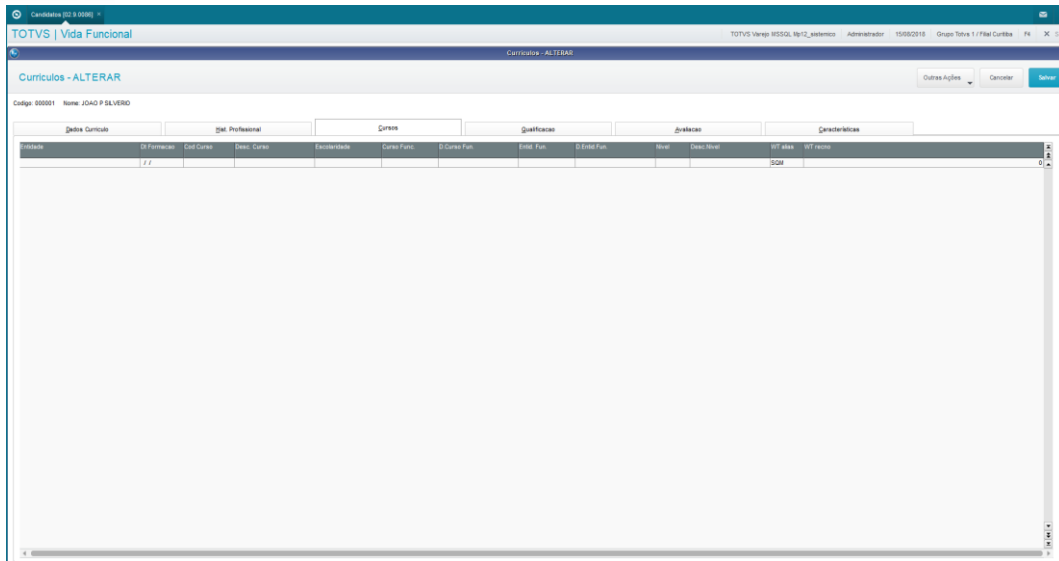 Candidatos [02.9.0006] ×
TOTVS | Vida Funcional
TOTVS Varejo MSSQL Mp12_sistemico Administrador 15/08/2018 Grupo Totvs 1 / Filial Curitiba F4 X S
Curriculos - ALTERAR
Curriculos - ALTERAR
Outras Ações Cancelar Salvar
Codigo: 000001 Nome: JOAO P SILVERIO
Dados Curriculo Hist. Profissional Cursos Qualificacao Avaliacao Características
Entidade Dt Formacao Cod Curso Desc. Curso Escolaridade Curso Func. D.Curso Fun Entid. Fun. D.Entid.Fun. Nivel Desc.Nivel WT alias WT recno
/ / SQM 0